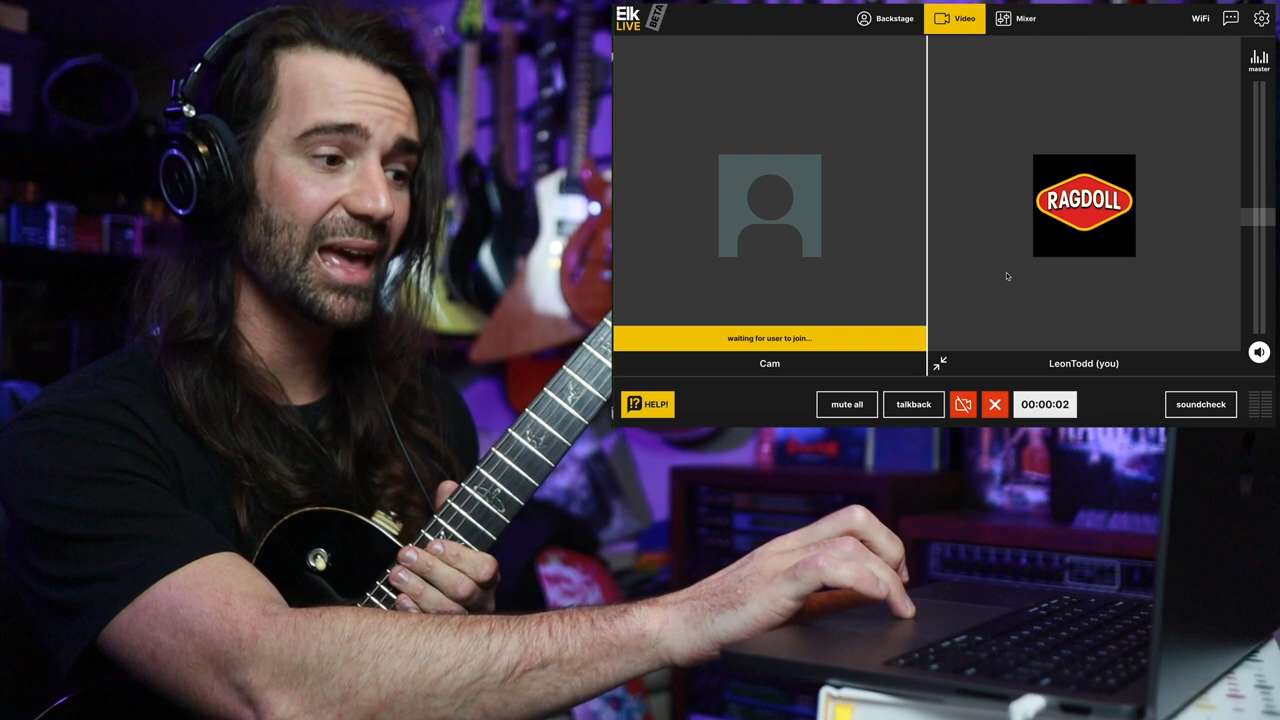 Elk
LIVE
BETA
Backstage
Video
Mixer
WiFi
master
RAGDOLL
waiting for user to join...
Cam
LeonTodd (you)
!? HELP!
mute all
talkback
00:00:02
soundcheck